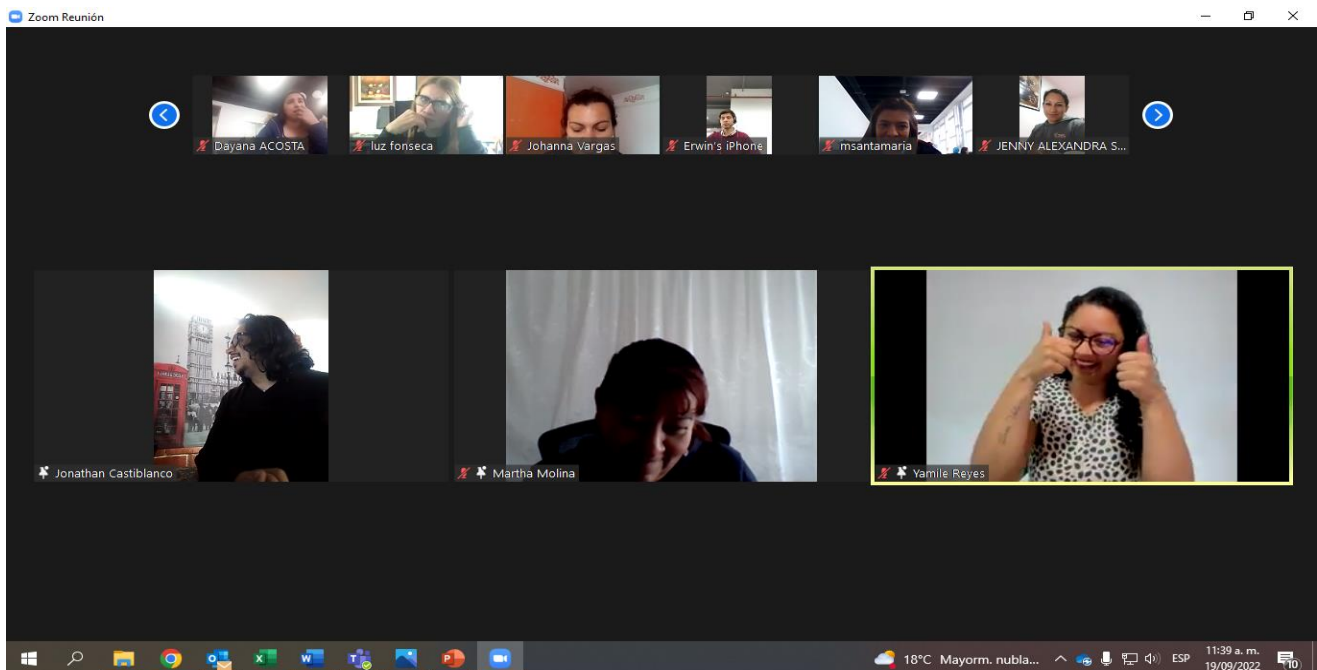 Zoom Reunión
Dayana ACOSTA
luz fonseca
Johanna Vargas
Erwin's iPhone
msantamaria
JENNY ALEXANDRA S...
Jonathan Castiblanco
Martha Molina
Yamile Reyes
18°C Mayorm. nubla...
ESP
11:39 a. m.
19/09/2022
10